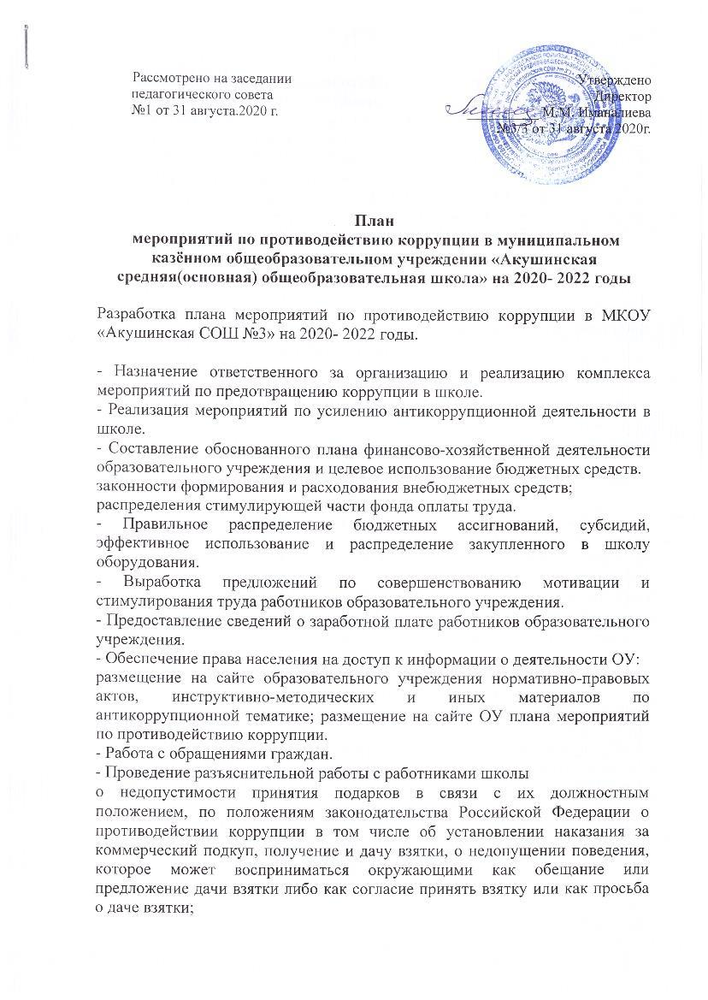 Рассмотрено на заседании
педагогического совета
№1 от 31 августа.2020 г.
Утверждено
Директор
М.М. Иманалиева
№3/3 от 31 августа 2020г.
План
мероприятий по противодействию коррупции в муниципальном
казённом общеобразовательном учреждении «Акушинская
средняя(основная) общеобразовательная школа» на 2020- 2022 годы
Разработка плана мероприятий по противодействию коррупции в МКОУ
«Акушинская СОШ №3» на 2020- 2022 годы.
- Назначение ответственного за организацию и реализацию комплекса
мероприятий по предотвращению коррупции в школе.
- Реализация мероприятий по усилению антикоррупционной деятельности в
школе.
- Составление обоснованного плана финансово-хозяйственной деятельности
образовательного учреждения и целевое использование бюджетных средств.
законности формирования и расходования внебюджетных средств;
распределения стимулирующей части фонда оплаты труда.
- Правильное распределение бюджетных ассигнований, субсидий,
эффективное использование и распределение закупленного в школу
оборудования.
- Выработка предложений по совершенствованию мотивации и
стимулирования труда работников образовательного учреждения.
- Предоставление сведений о заработной плате работников образовательного
учреждения.
- Обеспечение права населения на доступ к информации о деятельности ОУ:
размещение на сайте образовательного учреждения нормативно-правовых
актов, инструктивно-методических и иных материалов по
антикоррупционной тематике; размещение на сайте ОУ плана мероприятий
по противодействию коррупции.
- Работа с обращениями граждан.
- Проведение разъяснительной работы с работниками школы
о недопустимости принятия подарков в связи с их должностным
положением, по положениям законодательства Российской Федерации о
противодействии коррупции в том числе об установлении наказания за
коммерческий подкуп, получение и дачу взятки, о недопущении поведения,
которое может восприниматься окружающими как обещание или
предложение дачи взятки либо как согласие принять взятку или как просьба
о даче взятки;